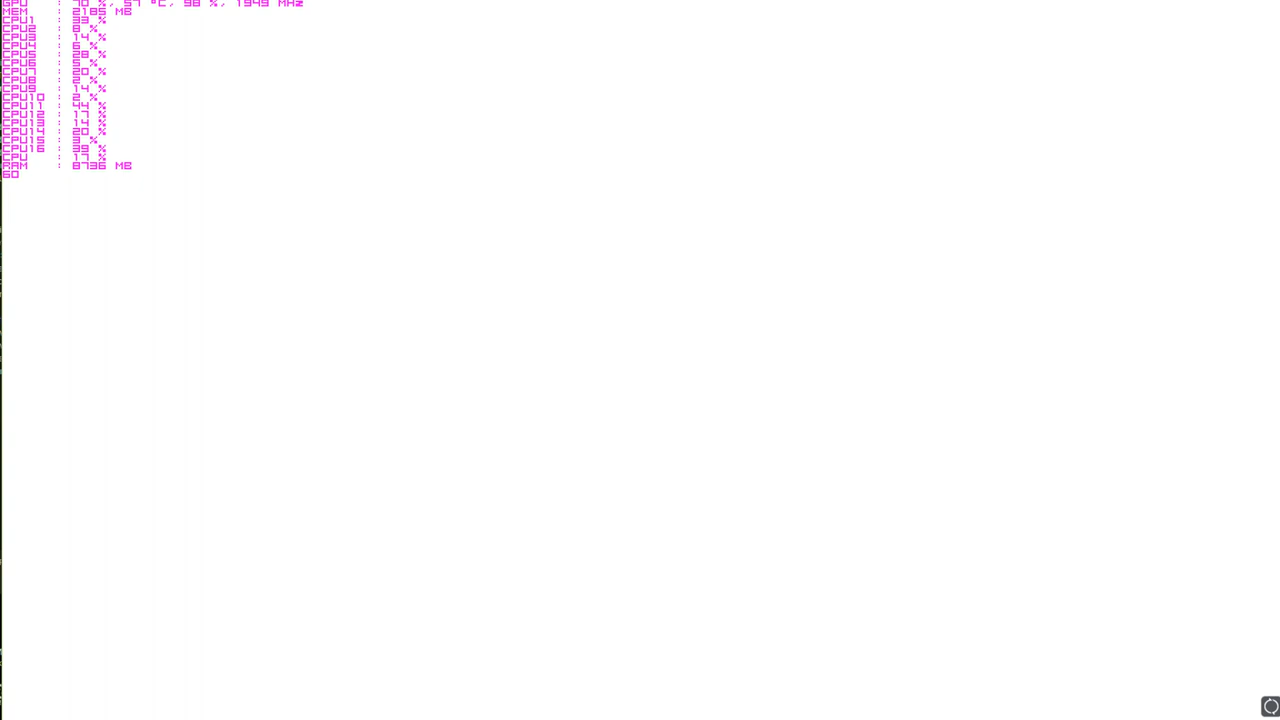 GPU : 70 %, 57 °C, 98 %, 1949 MHz
MEM : 2185 MB
CPU1 : 33 %
CPU2 : 8 %
CPU3 : 14 %
CPU4 : 6 %
CPU5 : 28 %
CPU6 : 5 %
CPU7 : 20 %
CPU8 : 2 %
CPU9 : 14 %
CPU10 : 2 %
CPU11 : 44 %
CPU12 : 17 %
CPU13 : 14 %
CPU14 : 20 %
CPU15 : 3 %
CPU16 : 39 %
CPU : 17 %
RAM : 8736 MB
60